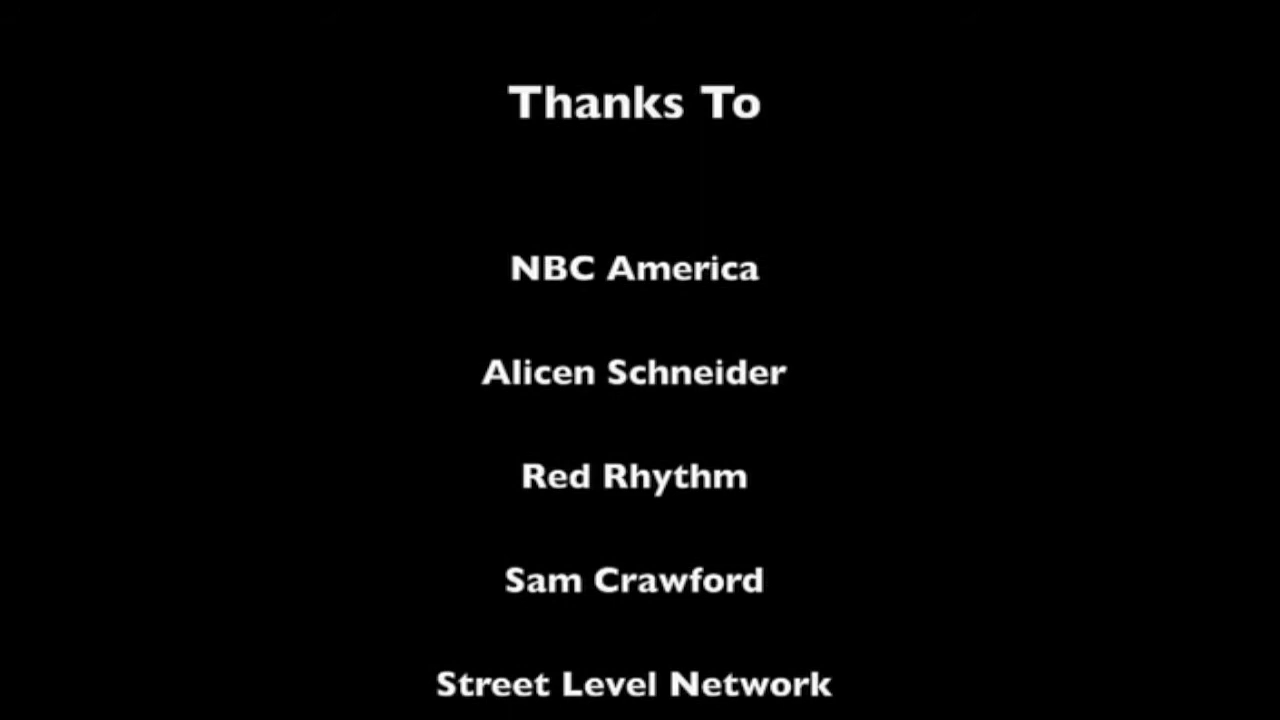 Thanks To
NBC America
Alicen Schneider
Red Rhythm
Sam Crawford
Street Level Network